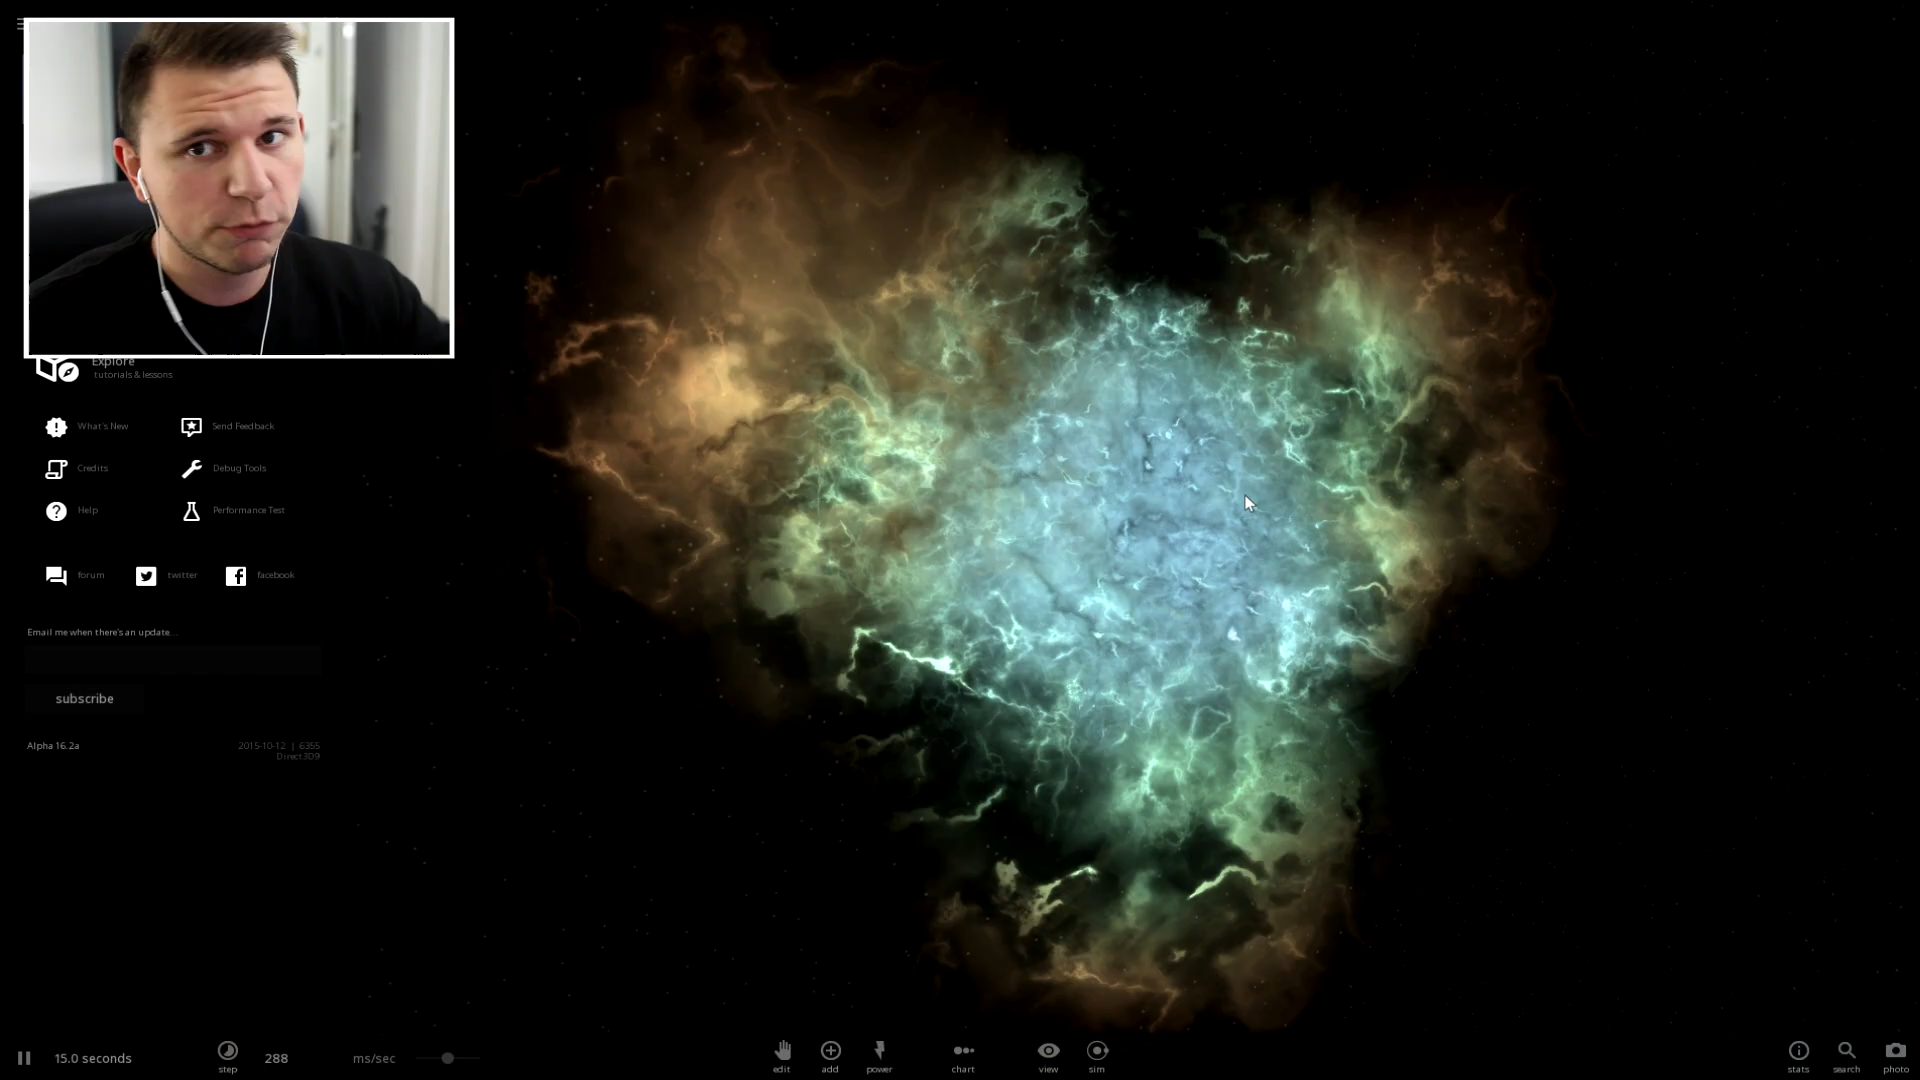 Explore
tutorials & lessons
What's New
Send Feedback
Credits
Debug Tools
Help
Performance Test
forum
twitter
facebook
Email me when there's an update...
subscribe
Alpha 16.2a
2015-10-12 | 6355
Direct3D9
15.0 seconds
step
288
ms/sec
edit
add
power
chart
view
sim
stats
search
photo